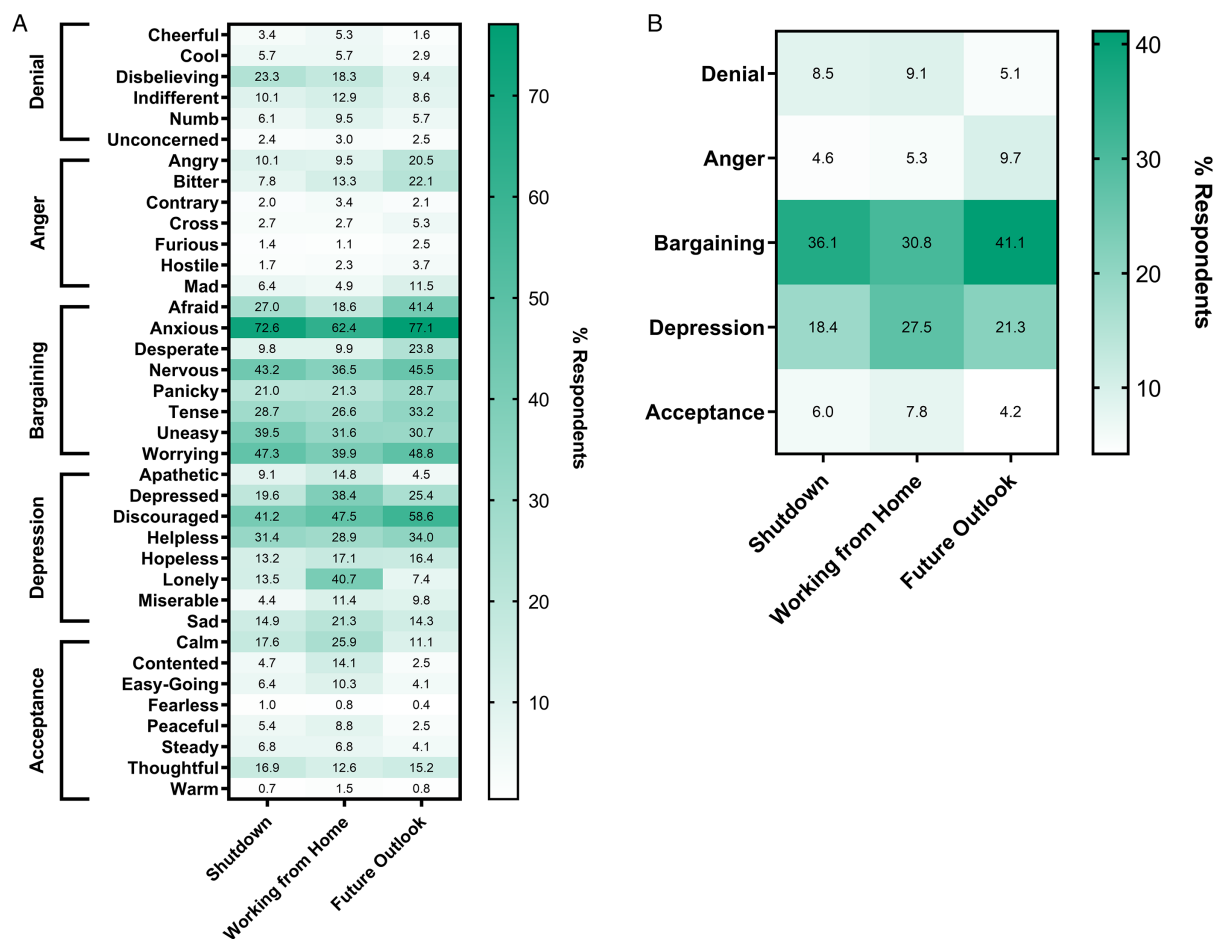 A
Denial
Cheerful 3.4 5.3 1.6
Cool 5.7 5.7 2.9
Disbelieving 23.3 18.3 9.4
Indifferent 10.1 12.9 8.6
Numb 6.1 9.5 5.7
Unconcerned 2.4 3.0 2.5
Anger
Angry 10.1 9.5 20.5
Bitter 7.8 13.3 22.1
Contrary 2.0 3.4 2.1
Cross 2.7 2.7 5.3
Furious 1.4 1.1 2.5
Hostile 1.7 2.3 3.7
Mad 6.4 4.9 11.5
Bargaining
Afraid 27.0 18.6 41.4
Anxious 72.6 62.4 77.1
Desperate 9.8 9.9 23.8
Nervous 43.2 36.5 45.5
Panicky 21.0 21.3 28.7
Tense 28.7 26.6 33.2
Uneasy 39.5 31.6 30.7
Worrying 47.3 39.9 48.8
Depression
Apathetic 9.1 14.8 4.5
Depressed 19.6 38.4 25.4
Discouraged 41.2 47.5 58.6
Helpless 31.4 28.9 34.0
Hopeless 13.2 17.1 16.4
Lonely 13.5 40.7 7.4
Miserable 4.4 11.4 9.8
Sad 14.9 21.3 14.3
Acceptance
Calm 17.6 25.9 11.1
Contented 4.7 14.1 2.5
Easy-Going 6.4 10.3 4.1
Fearless 1.0 0.8 0.4
Peaceful 5.4 8.8 2.5
Steady 6.8 6.8 4.1
Thoughtful 16.9 12.6 15.2
Warm 0.7 1.5 0.8
Shutdown
Working from Home
Future Outlook
70
60
50
40
30
20
10
% Respondents
B
Denial 8.5 9.1 5.1
Anger 4.6 5.3 9.7
Bargaining 36.1 30.8 41.1
Depression 18.4 27.5 21.3
Acceptance 6.0 7.8 4.2
Shutdown
Working from Home
Future Outlook
40
30
20
10
% Respondents